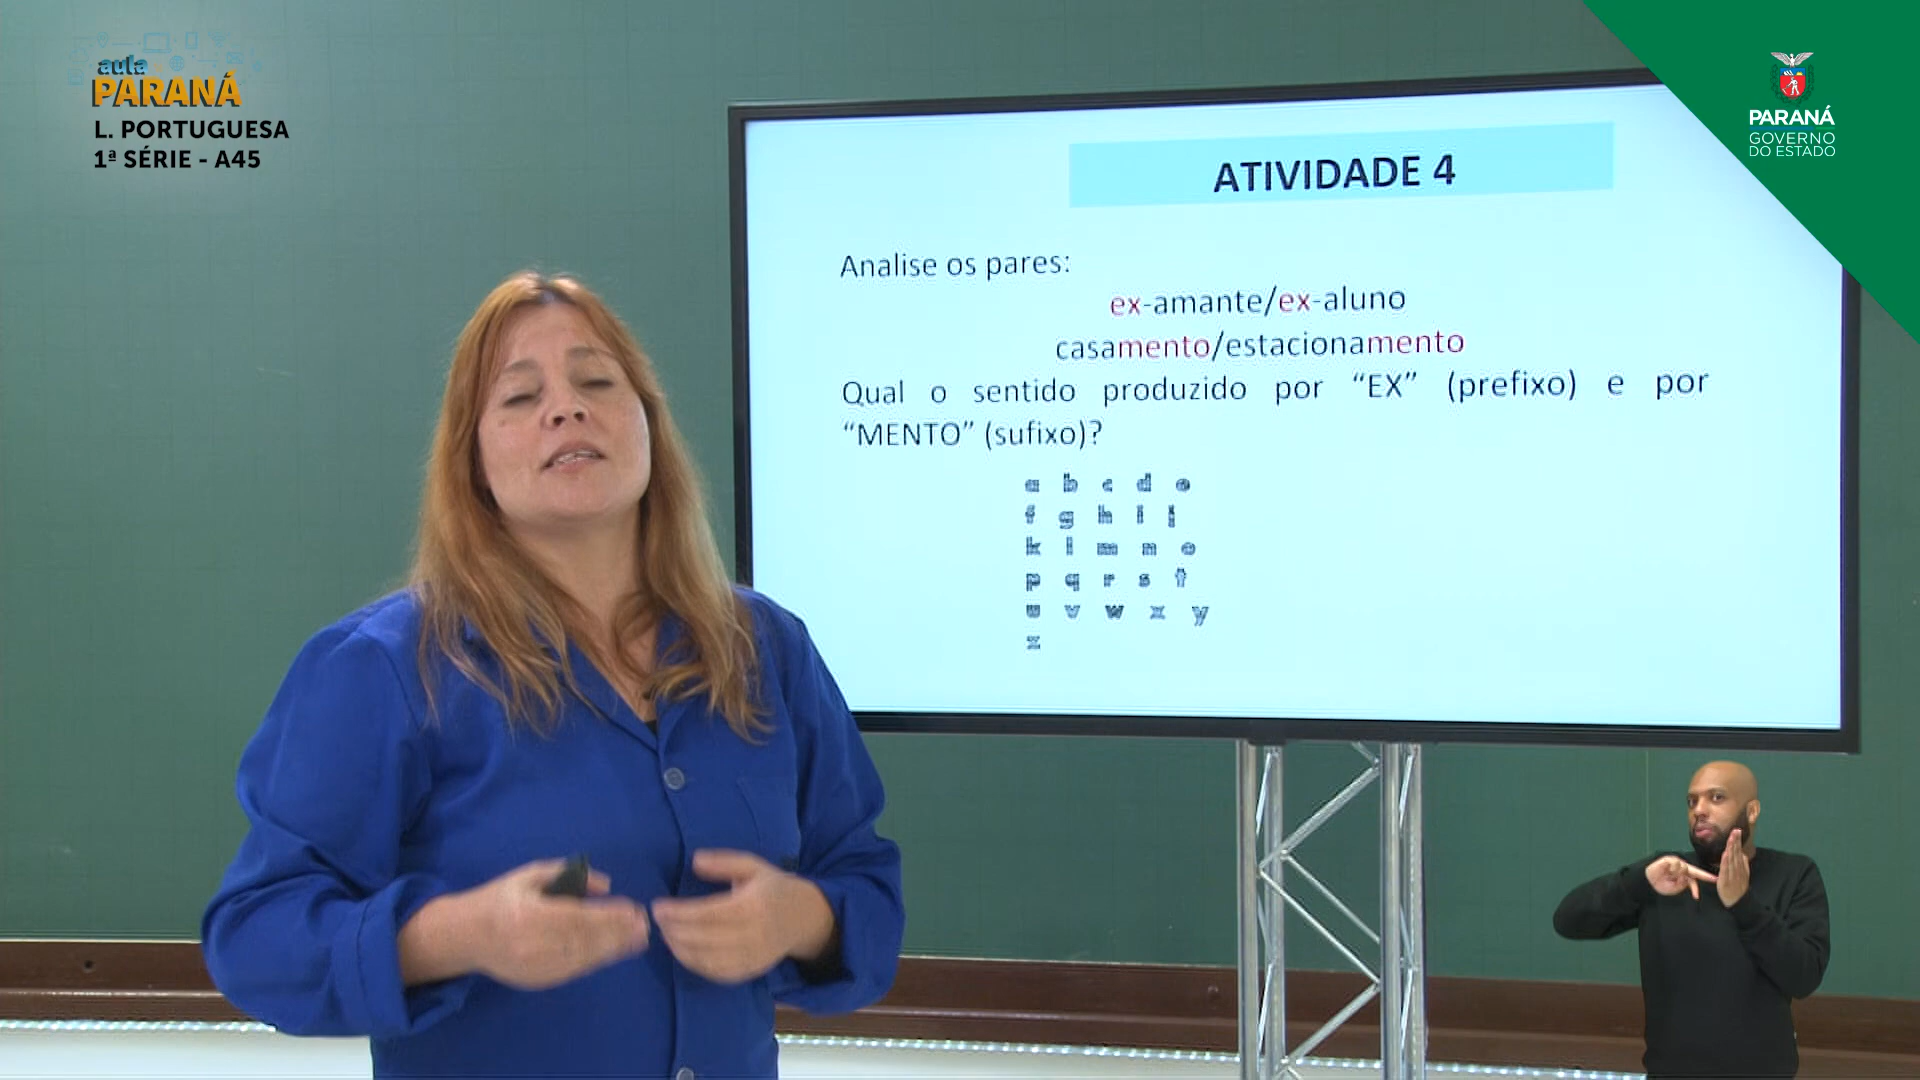 aula
PARANÁ
L. PORTUGUESA
1ª SÉRIE - A45
PARANÁ
GOVERNO
DO ESTADO
ATIVIDADE 4
Analise os pares:
ex-amante/ex-aluno
casamento/estacionamento
Qual o sentido produzido por “EX” (prefixo) e por
“MENTO” (sufixo)?
a b c d e
f g h i j
k l m n o
p q r s t
u v w x y
z